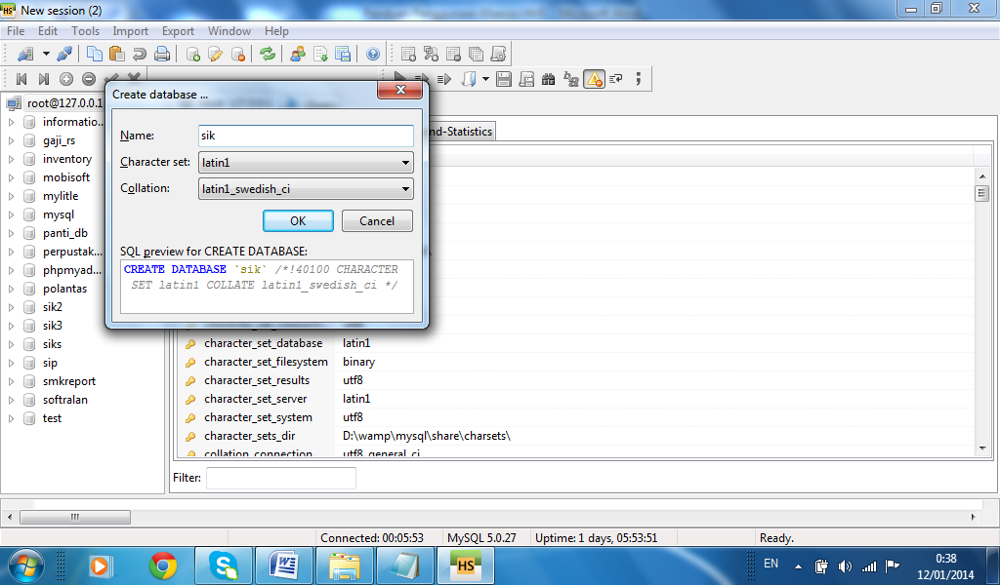 New session (2)
File Edit Tools Import Export Window Help
root@127.0.0.1
informatio...
gaji_rs
inventory
mobisoft
mylitle
mysql
panti_db
perpustak...
phpmyad...
polantas
sik2
sik3
siks
sip
smkreport
softralan
test
Create database ...
Name: sik
Character set: latin1
Collation: latin1_swedish_ci
OK Cancel
SQL preview for CREATE DATABASE:
CREATE DATABASE `sik` /*!40100 CHARACTER
SET latin1 COLLATE latin1_swedish_ci */
nd-Statistics
character_set_database latin1
character_set_filesystem binary
character_set_results utf8
character_set_server latin1
character_set_system utf8
character_sets_dir D:\wamp\mysql\share\charsets\
collation_connection utf8_general_ci
Filter:
Connected: 00:05:53 MySQL 5.0.27 Uptime: 1 days, 05:53:51 Ready.
HS
EN
0:38
12/01/2014